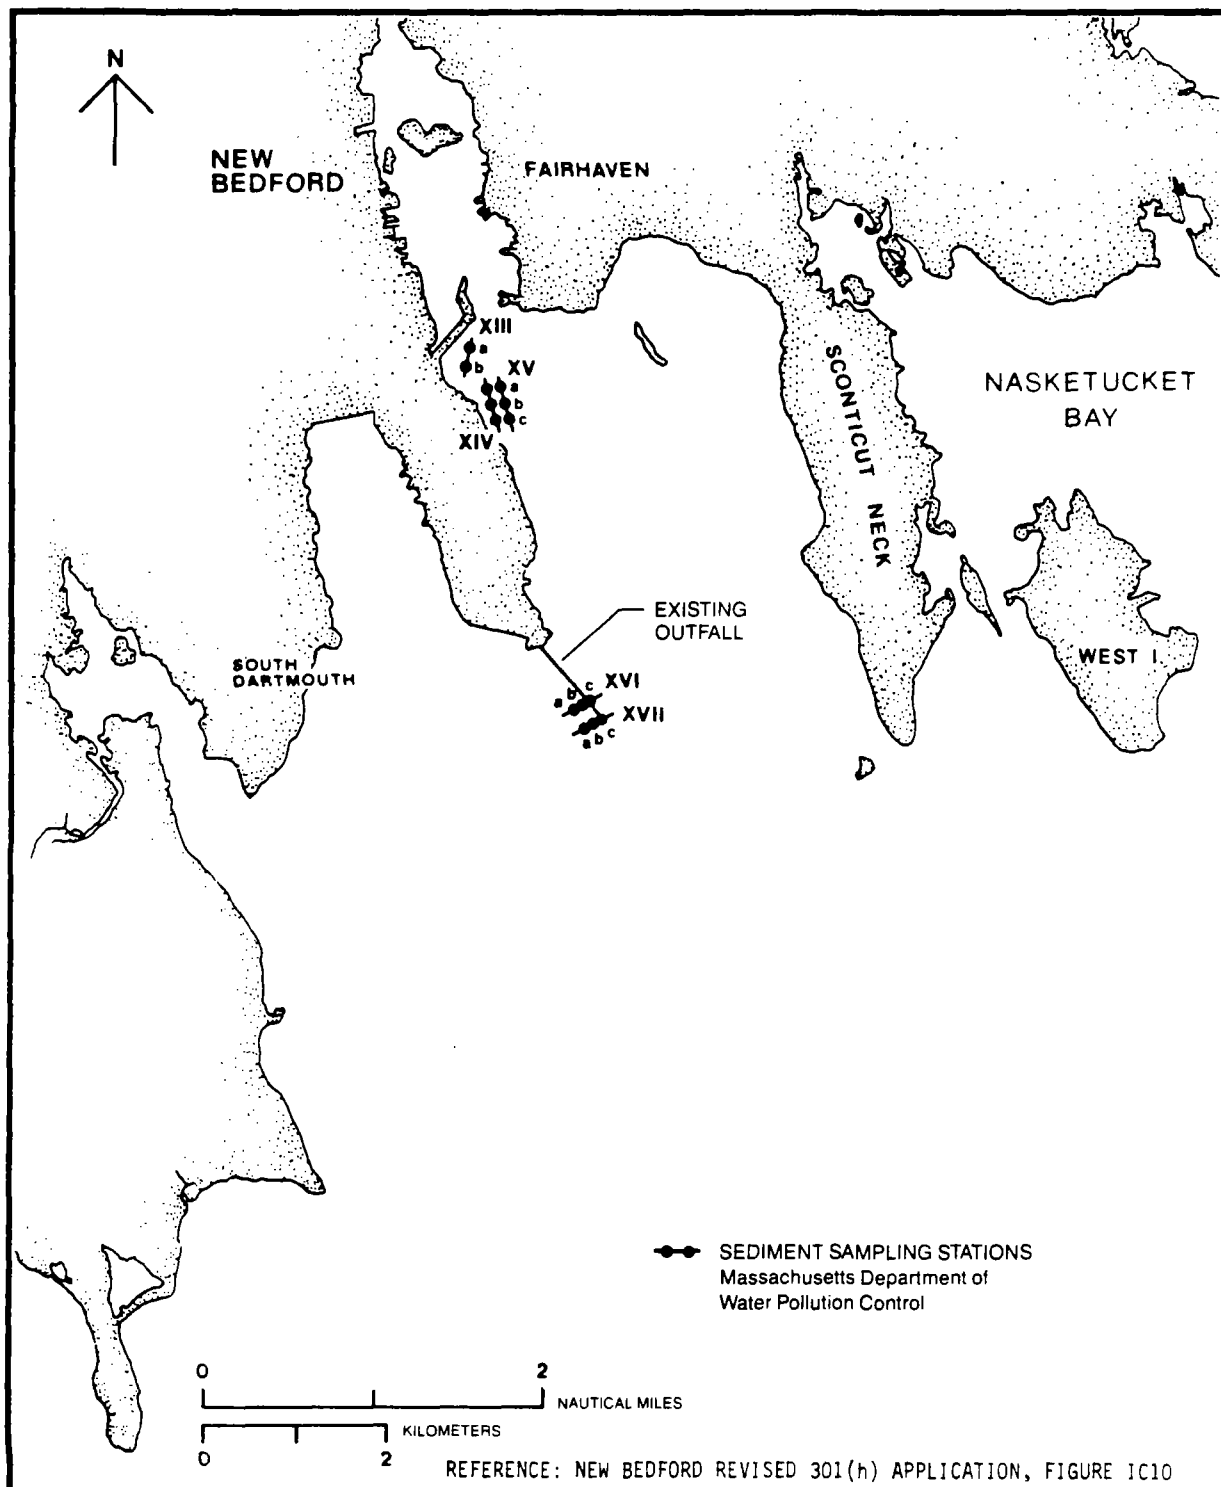 N
NEW
BEDFORD
FAIRHAVEN
XIII
a
b
XV
a
b
c
XIV
SCONTICUT NECK
NASKETUCKET
BAY
EXISTING
OUTFALL
SOUTH
DARTMOUTH
WEST I.
a b c XVI
XVII
a b c
SEDIMENT SAMPLING STATIONS
Massachusetts Department of
Water Pollution Control
0 2
NAUTICAL MILES
KILOMETERS
0 2
REFERENCE: NEW BEDFORD REVISED 301(h) APPLICATION, FIGURE IC10